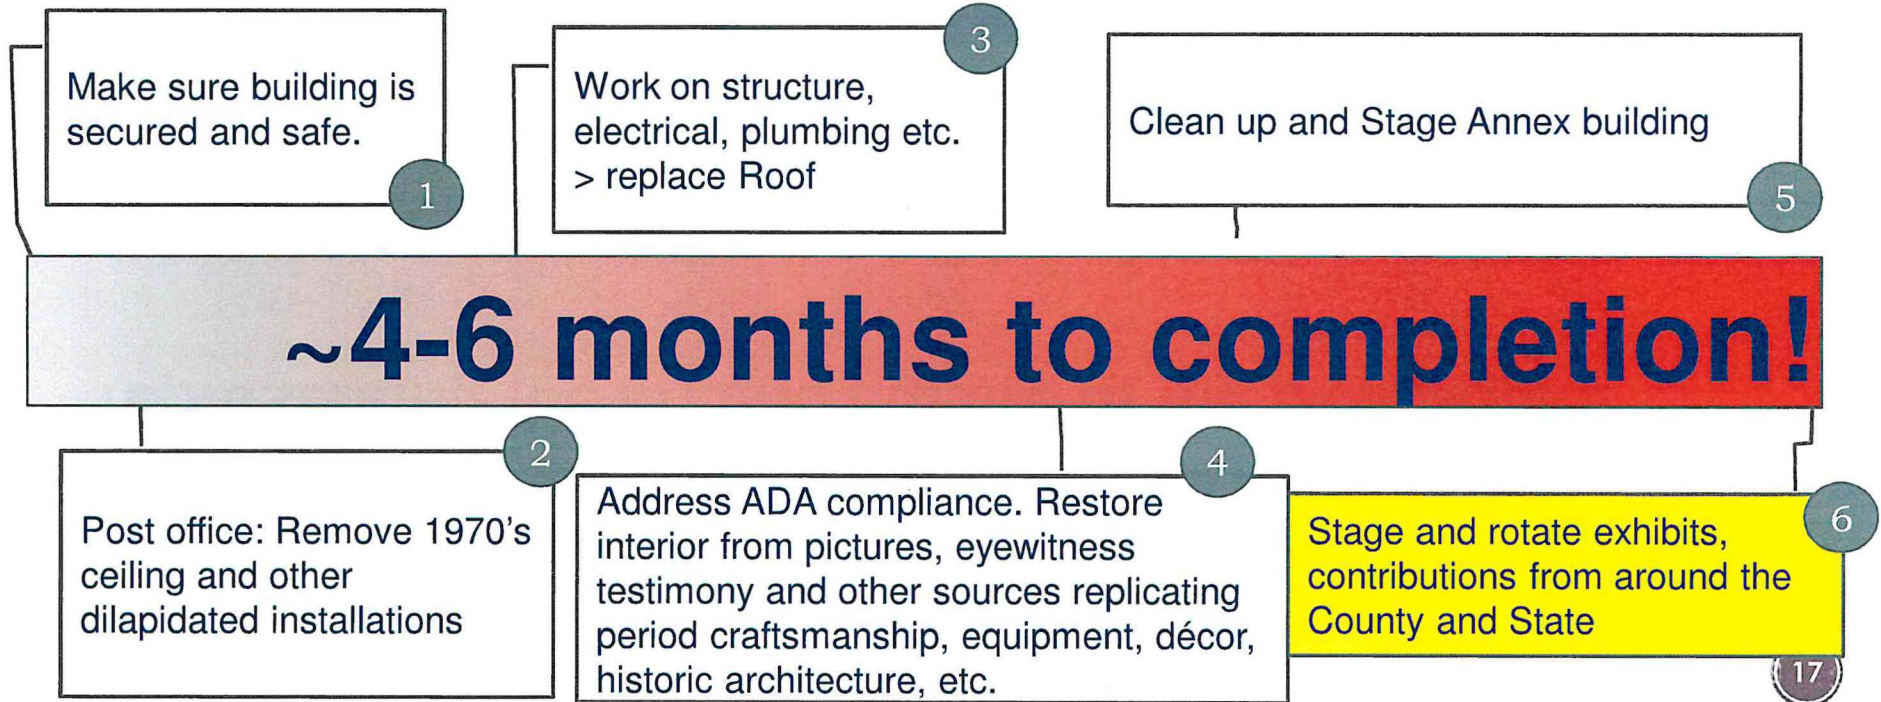 Make sure building is
secured and safe.
1
Work on structure,
electrical, plumbing etc.
> replace Roof
3
Clean up and Stage Annex building
5
~4-6 months to completion!
Post office: Remove 1970's
ceiling and other
dilapidated installations
2
Address ADA compliance. Restore
interior from pictures, eyewitness
testimony and other sources replicating
period craftsmanship, equipment, décor,
historic architecture, etc.
4
Stage and rotate exhibits,
contributions from around the
County and State
6
17